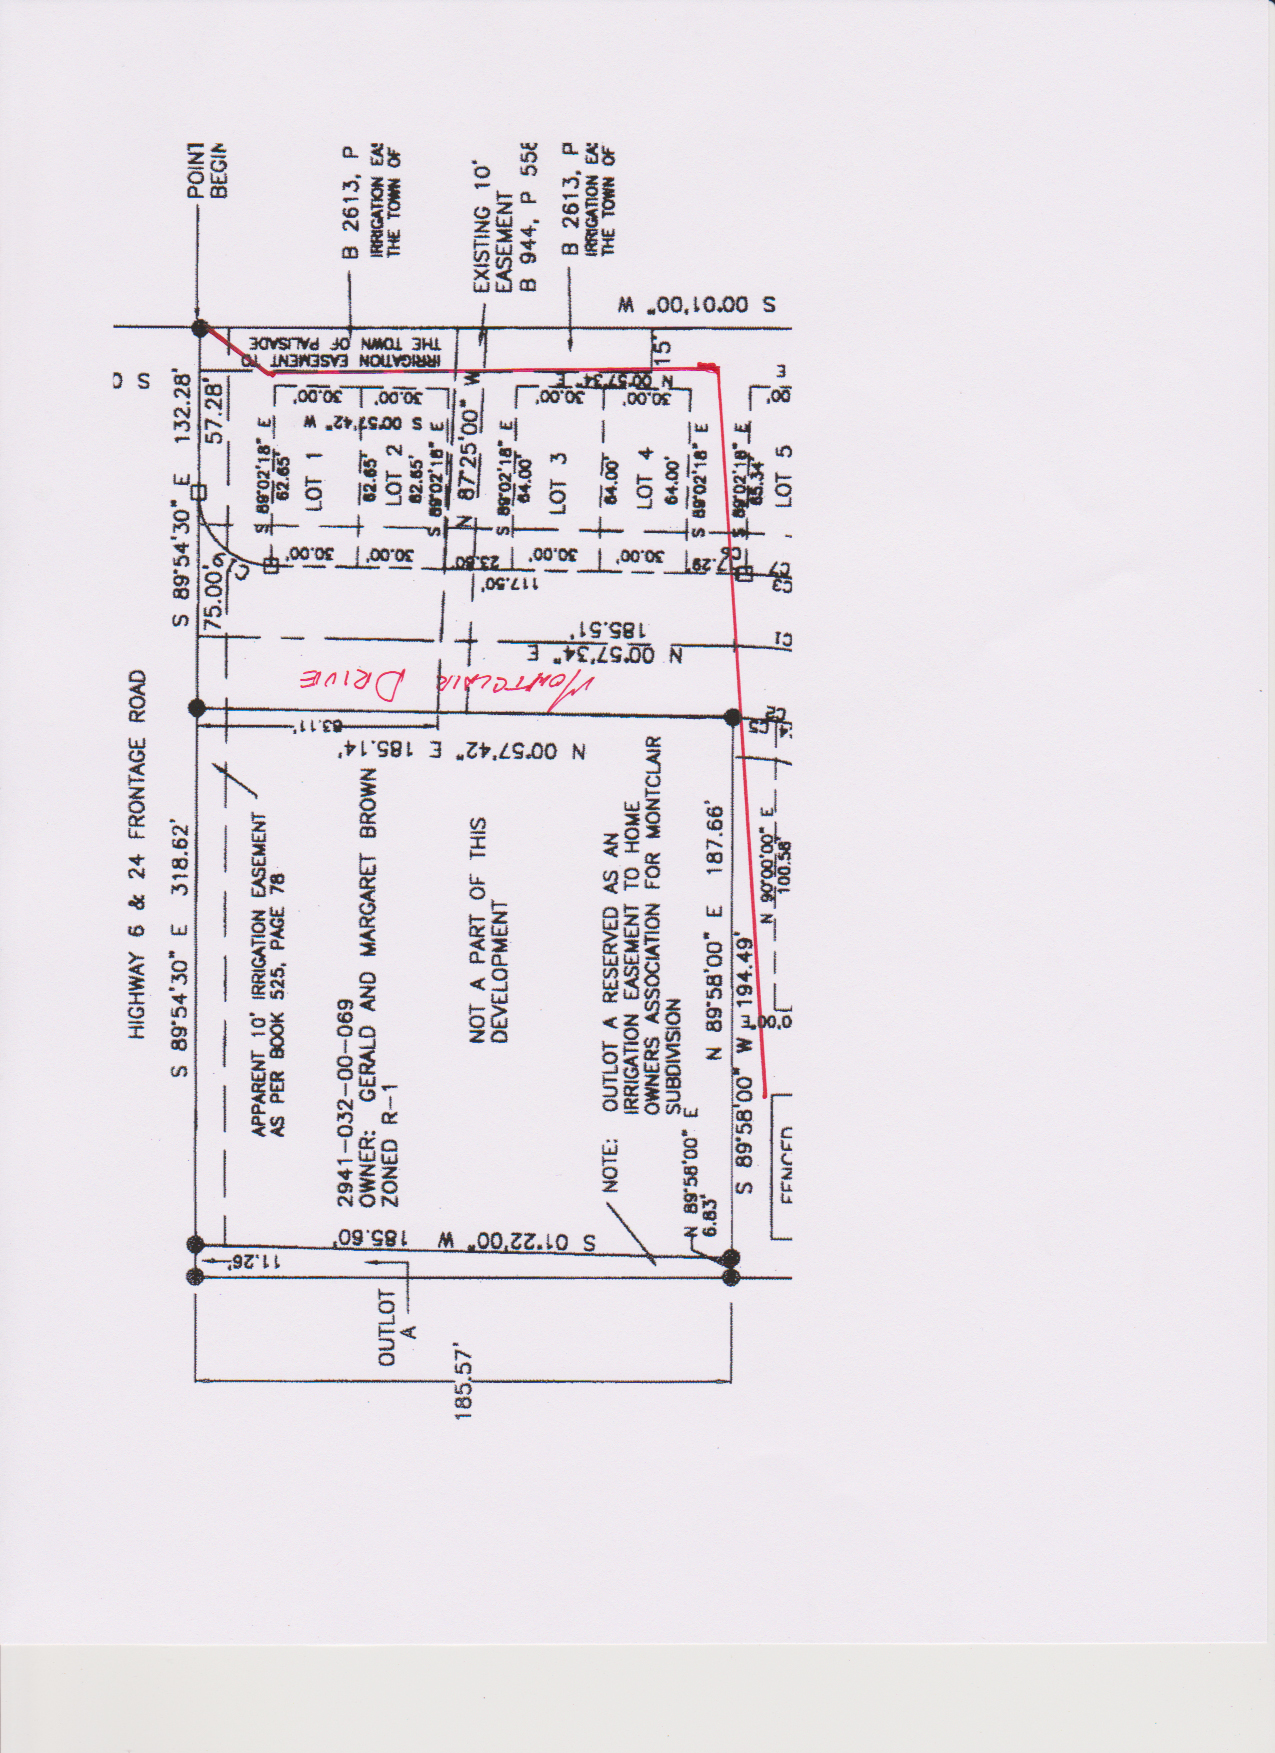 HIGHWAY 6 & 24 FRONTAGE ROAD
S 89°54'30" E 318.62'
S 89°54'30" E 132.28'
75.00'
57.28'
POINT
BEGIN
B 2613, P
IRRIGATION EA
THE TOWN OF
EXISTING 10'
EASEMENT
B 944, P 558
B 2613, P
IRRIGATION EA
THE TOWN OF
S 00°01'00" W
15'
IRRIGATION EASEMENT TO
THE TOWN OF PALISADE
N 00°57'34" E
30.00'
30.00'
30.00'
30.00'
S 00°57'42" W
S 89°02'18" E
62.65'
LOT 1
62.65'
LOT 2
62.65'
S 89°02'18" E
N 87°25'00" W
S 89°02'18" E
64.00'
LOT 3
64.00'
LOT 4
64.00'
S 89°02'18" E
S 89°02'18" E
65.34'
LOT 5
30.00'
30.00'
23.80'
30.00'
30.00'
7.29'
C6
C7
C3
117.50'
185.51'
N 00°57'34" E
C1
MONTCLAIR DRIVE
83.11'
N 00°57'42" E 185.14'
C5
APPARENT 10' IRRIGATION EASEMENT
AS PER BOOK 525, PAGE 78
2941-032-00-069
OWNER: GERALD AND MARGARET BROWN
ZONED R-1
NOT A PART OF THIS
DEVELOPMENT
NOTE: OUTLOT A RESERVED AS AN
IRRIGATION EASEMENT TO HOME
OWNERS ASSOCIATION FOR MONTCLAIR
SUBDIVISION
N 89°58'00" E 187.66'
S 89°58'00" W 194.49'
N 90°00'00" E
100.58'
N 89°58'00" E
6.83'
FENCED
S 01°22'00" W 185.60'
11.26'
OUTLOT
A
185.57'